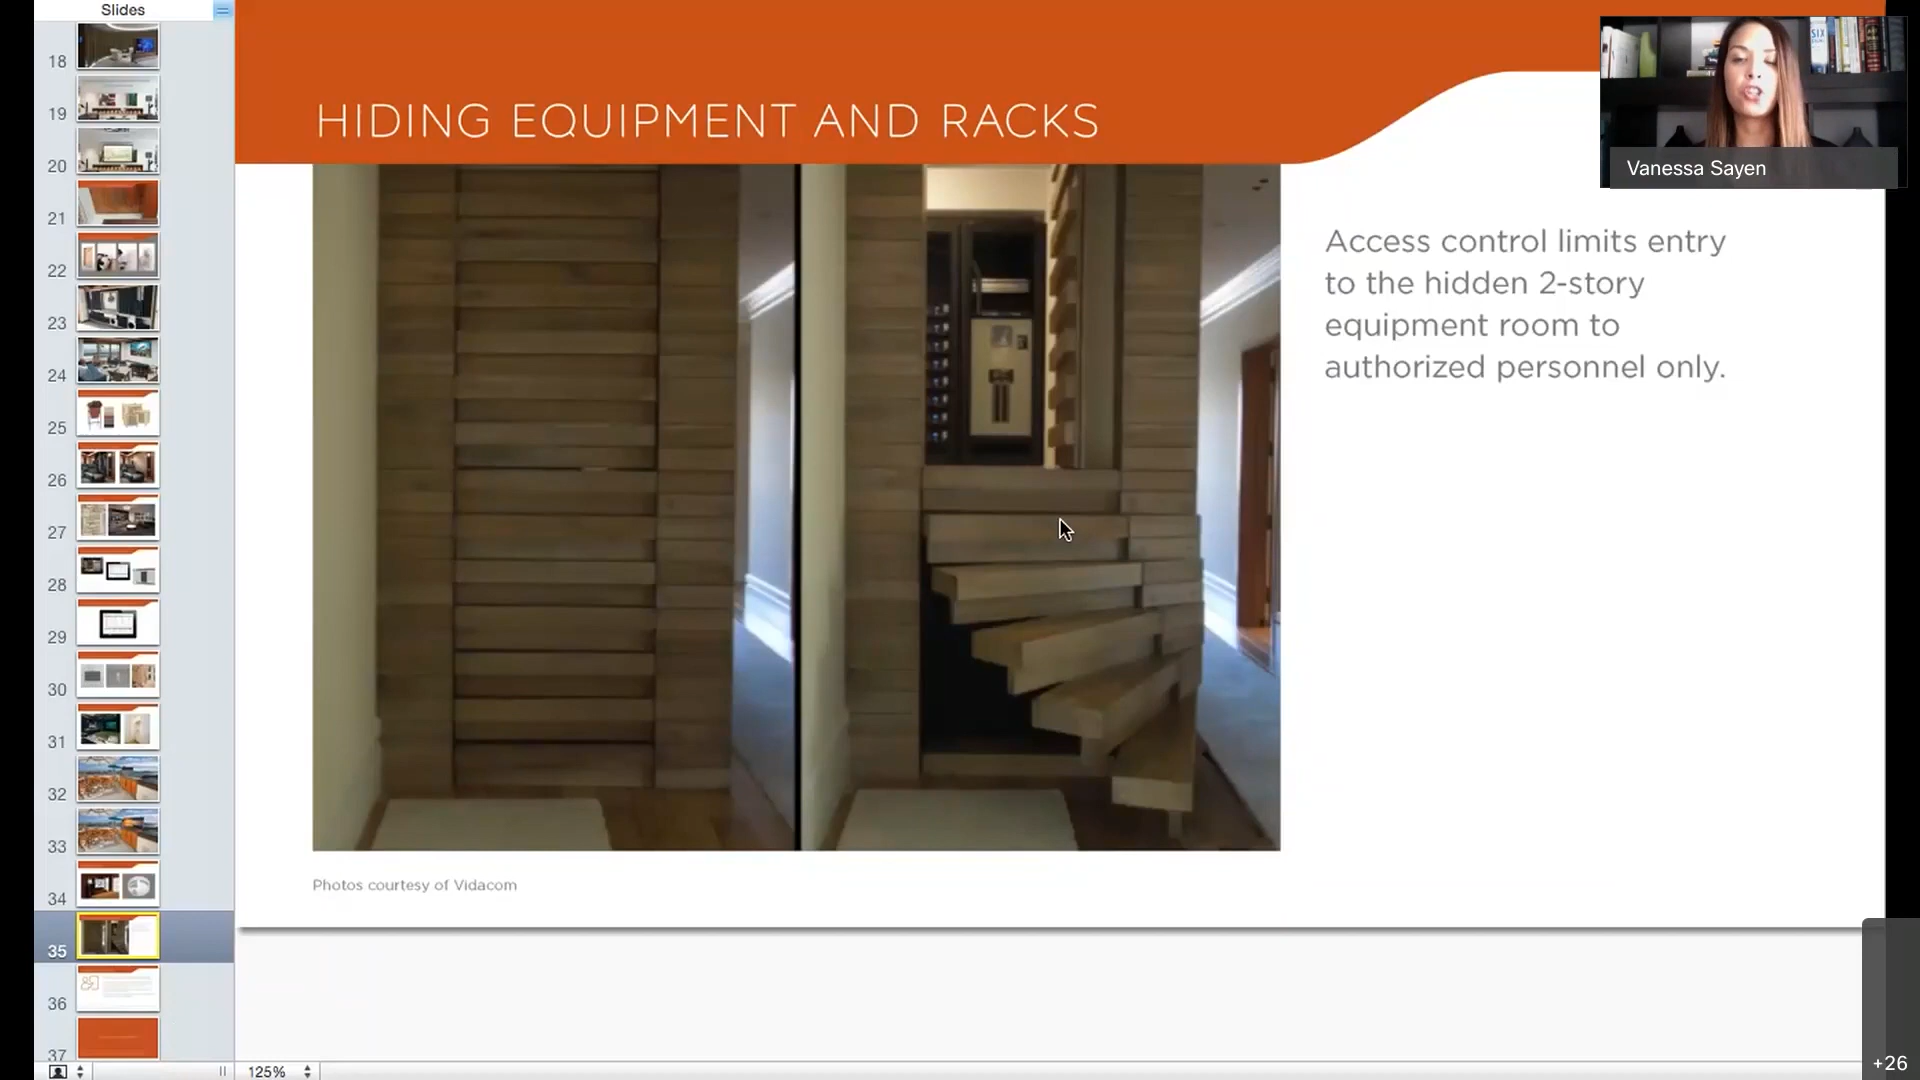 Slides
18
19
20
21
22
23
24
25
26
27
28
29
30
31
32
33
34
35
36
37
HIDING EQUIPMENT AND RACKS
Access control limits entry
to the hidden 2-story
equipment room to
authorized personnel only.
Photos courtesy of Vidacom
Vanessa Sayen
125%
+26